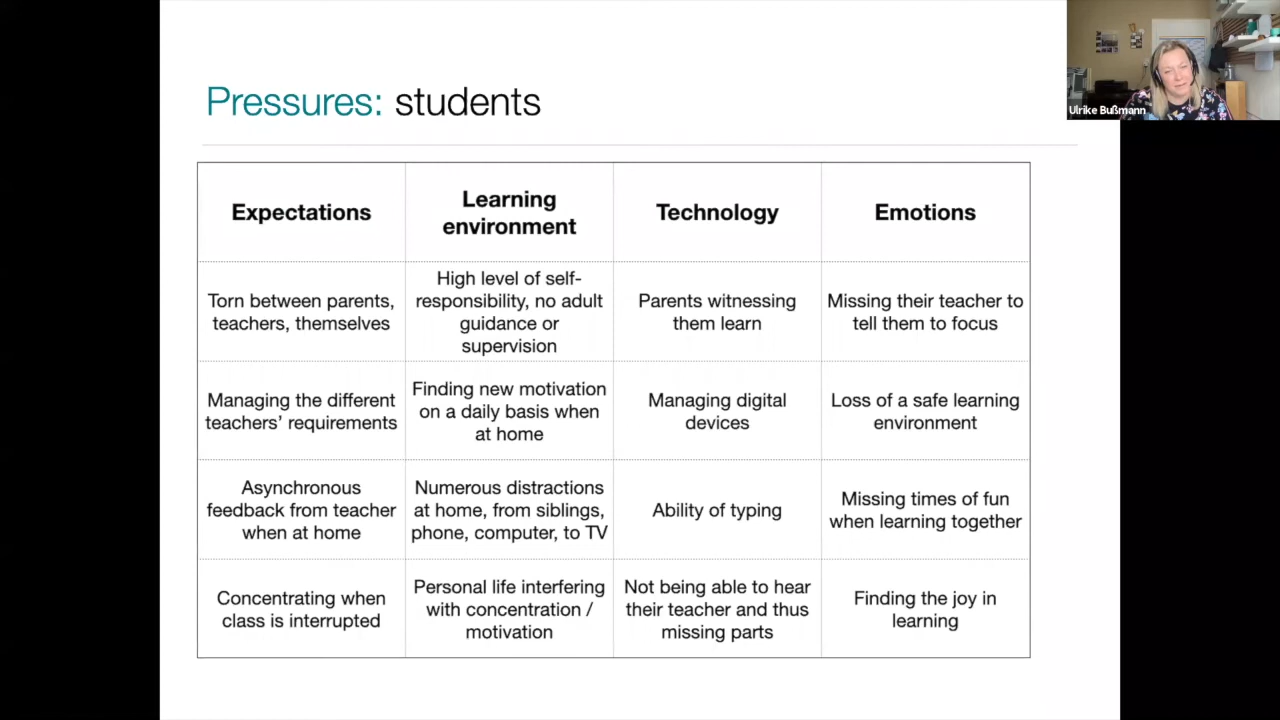 Pressures: students
Ulrike Bußmann
Expectations
Learning
environment
Technology
Emotions
Torn between parents,
teachers, themselves
High level of self-
responsibility, no adult
guidance or
supervision
Parents witnessing
them learn
Missing their teacher to
tell them to focus
Managing the different
teachers’ requirements
Finding new motivation
on a daily basis when
at home
Managing digital
devices
Loss of a safe learning
environment
Asynchronous
feedback from teacher
when at home
Numerous distractions
at home, from siblings,
phone, computer, to TV
Ability of typing
Missing times of fun
when learning together
Concentrating when
class is interrupted
Personal life interfering
with concentration /
motivation
Not being able to hear
their teacher and thus
missing parts
Finding the joy in
learning